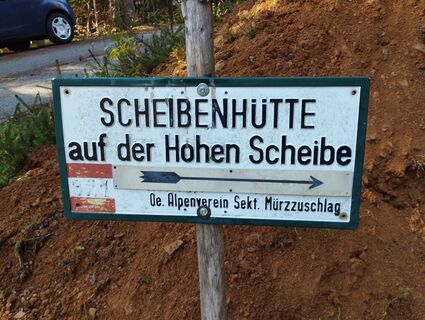 SCHEIBENHÜTTE
auf der Hohen Scheibe
Oe. Alpenverein Sekt. Mürzzuschlag